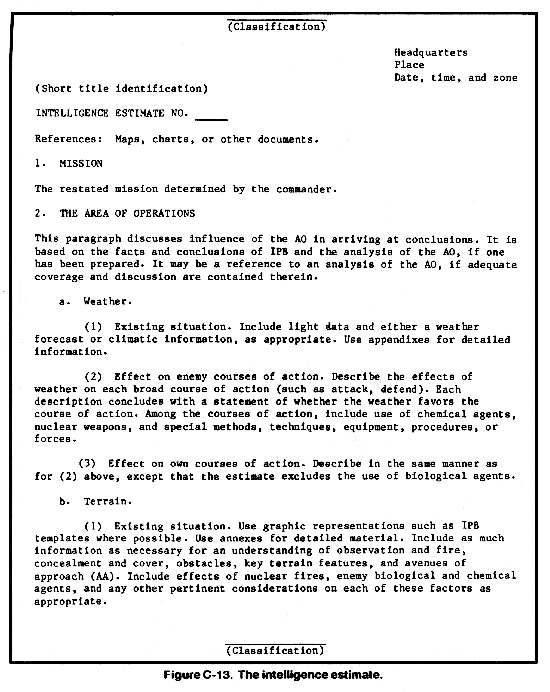 (Classification)
Headquarters
Place
Date, time, and zone
(Short title identification)
INTELLIGENCE ESTIMATE NO. _____
References: Maps, charts, or other documents.
1. MISSION
The restated mission determined by the commander.
2. THE AREA OF OPERATIONS
This paragraph discusses influence of the AO in arriving at conclusions. It is
based on the facts and conclusions of IPB and the analysis of the AO, if one
has been prepared. It may be a reference to an analysis of the AO, if adequate
coverage and discussion are contained therein.
a. Weather.
(1) Existing situation. Include light data and either a weather
forecast or climatic information, as appropriate. Use appendixes for detailed
information.
(2) Effect on enemy courses of action. Describe the effects of
weather on each broad course of action (such as attack, defend). Each
description concludes with a statement of whether the weather favors the
course of action. Among the courses of action, include use of chemical agents,
nuclear weapons, and special methods, techniques, equipment, procedures, or
forces.
(3) Effect on own courses of action. Describe in the same manner as
for (2) above, except that the estimate excludes the use of biological agents.
b. Terrain.
(1) Existing situation. Use graphic representations such as IPB
templates where possible. Use annexes for detailed material. Include as much
information as necessary for an understanding of observation and fire,
concealment and cover, obstacles, key terrain features, and avenues of
approach (AA). Include effects of nuclear fires, enemy biological and chemical
agents, and any other pertinent considerations on each of these factors as
appropriate.
(Classification)
Figure C-13. The intelligence estimate.